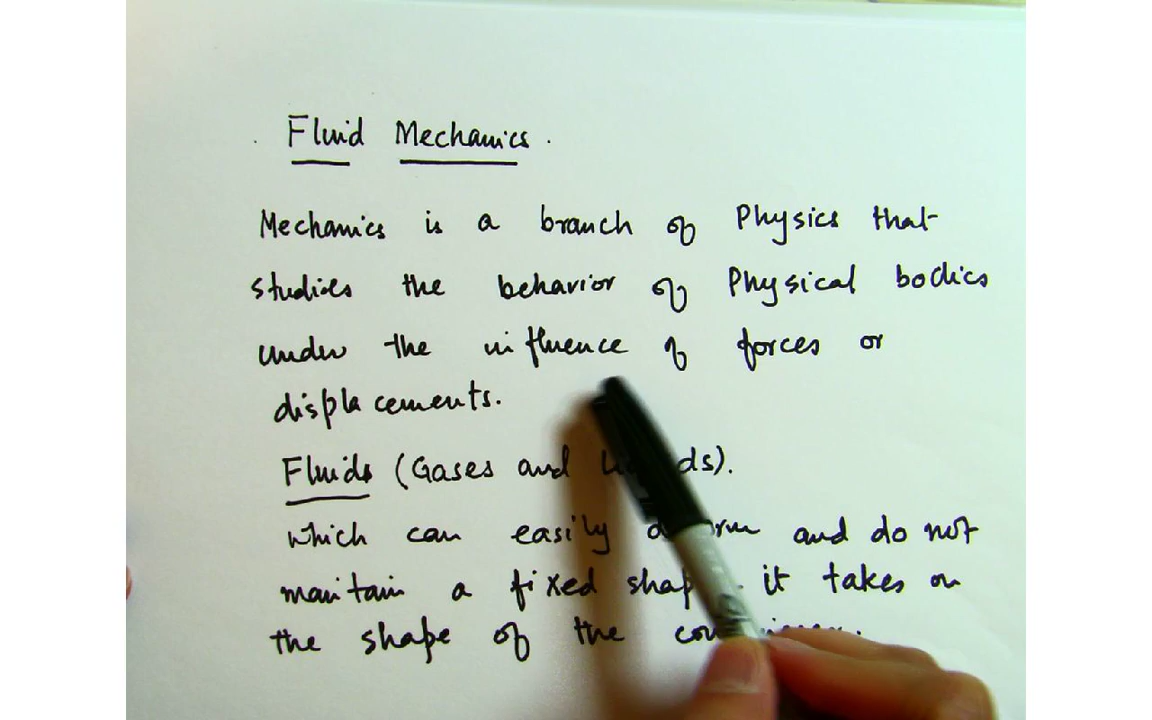 Fluid Mechanics.
Mechanics is a branch of Physics that
studies the behavior of Physical bodies
under the influence of forces or
displacements.
Fluids (Gases and ds).
which can easily and do not
maintain a fixed shap it takes on
the shape of the